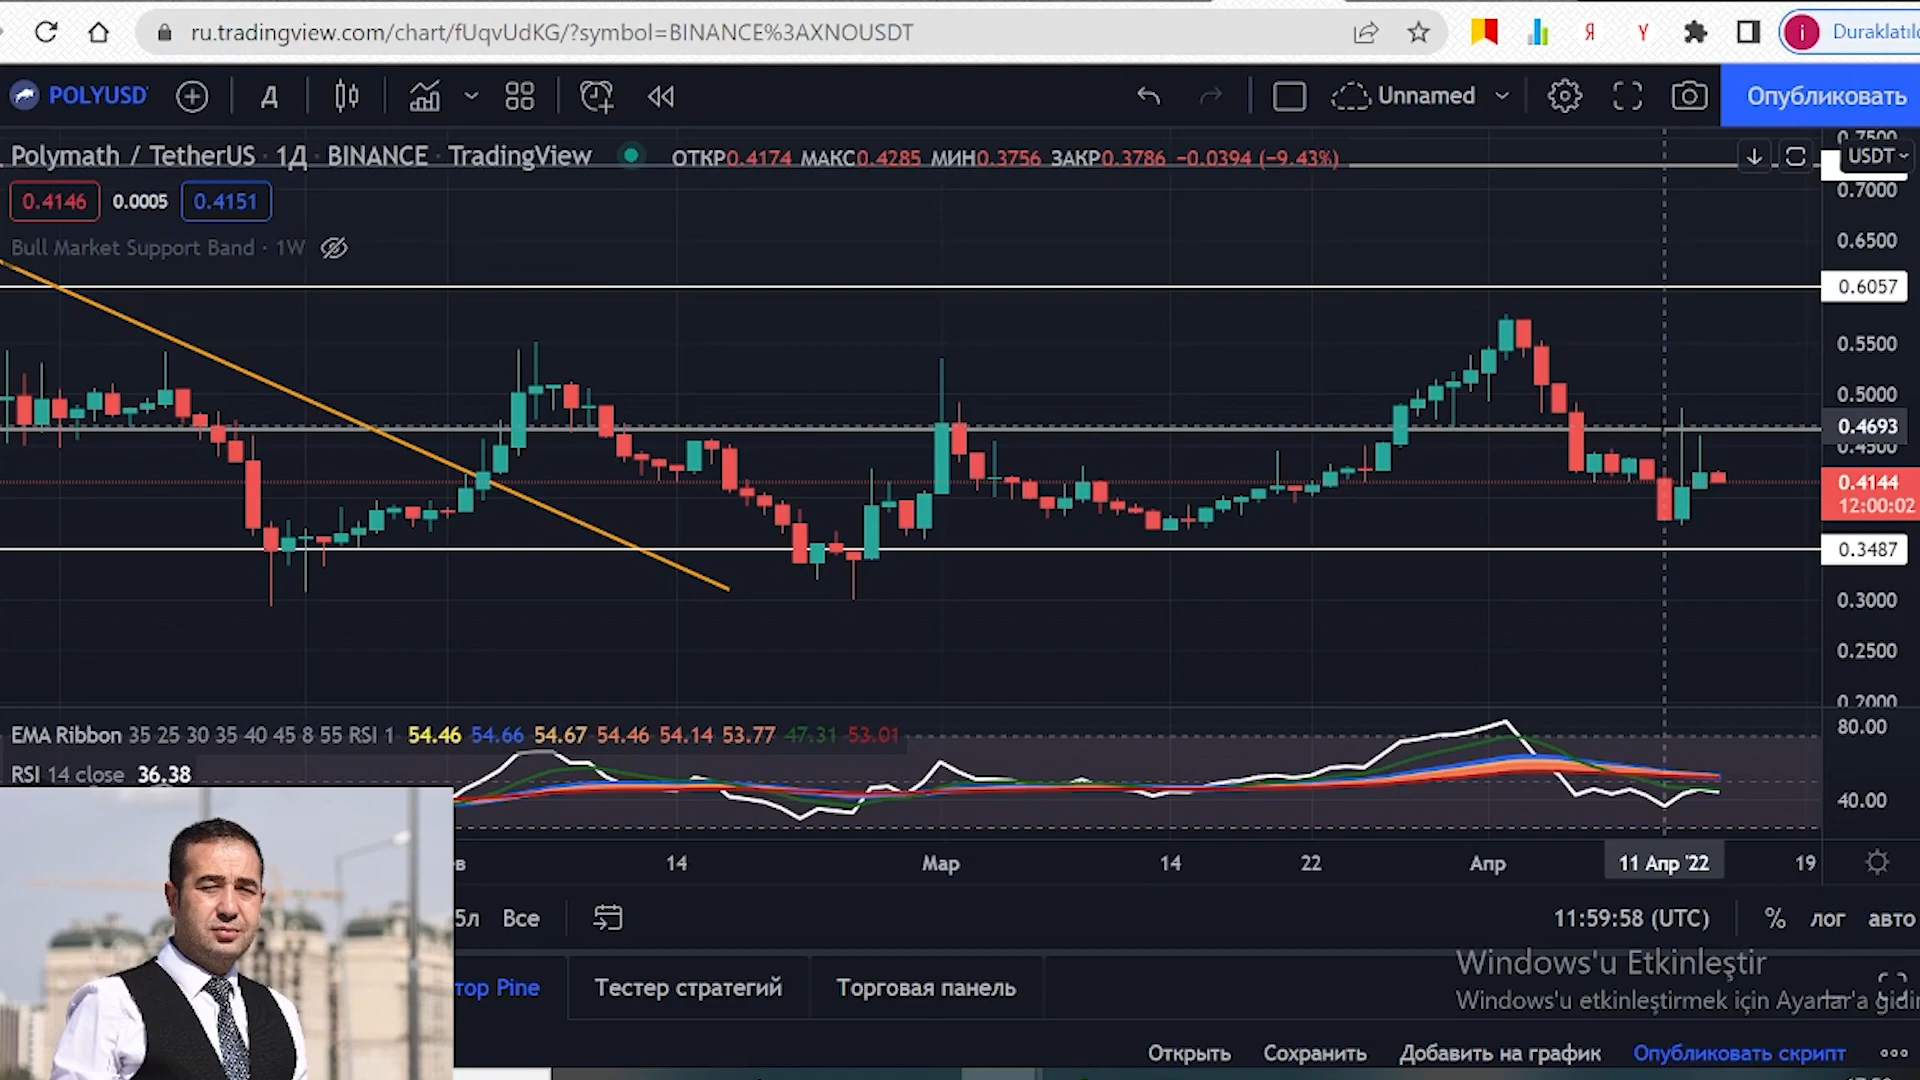 ru.tradingview.com/chart/fUqvUdKG/?symbol=BINANCE%3AXNOUSDT
Я
Y
i
Duraklatıld
POLYUSD
Д
Unnamed
Опубликовать
Polymath / TetherUS · 1Д · BINANCE · TradingView
ОТКР0.4174 МАКС0.4285 МИН0.3756 ЗАКР0.3786 −0.0394 (−9.43%)
USDT
0.4146
0.0005
0.4151
Bull Market Support Band · 1W
0.7500
0.7000
0.6500
0.6057
0.5500
0.5000
0.4693
0.4500
0.4144
12:00:02
0.3487
0.3000
0.2500
0.2000
EMA Ribbon 35 25 30 35 40 45 8 55 RSI 1 54.46 54.66 54.67 54.46 54.14 53.77 47.31 53.01
RSI 14 close 36.38
80.00
40.00
14
Мар
14
22
Апр
11 Апр '22
19
5л
Все
11:59:58 (UTC)
%
лог
авто
тор Pine
Тестер стратегий
Торговая панель
Windows'u Etkinleştir
Windows'u etkinleştirmek için Ayarlar'a gidin
Открыть
Сохранить
Добавить на график
Опубликовать скрипт